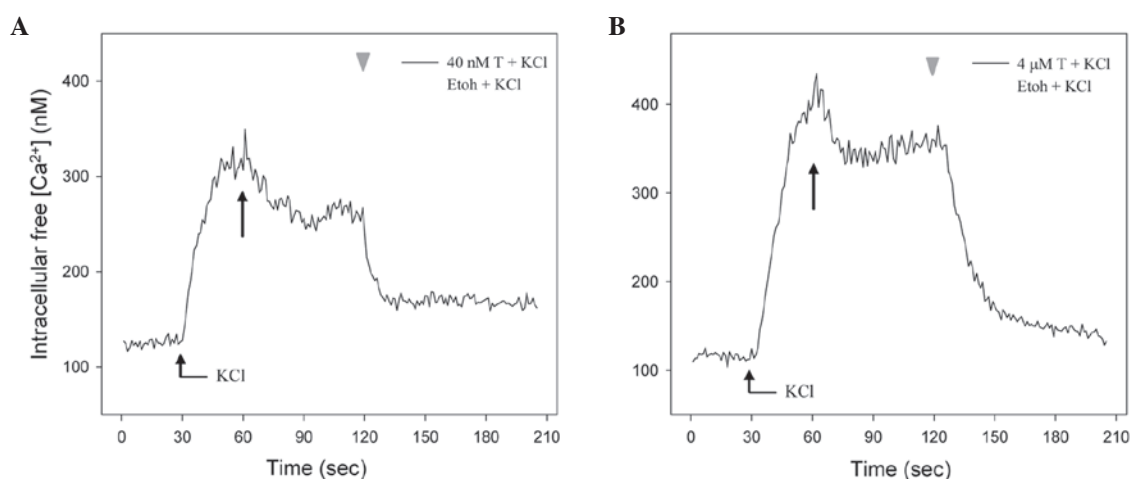 A
Intracellular free [Ca²⁺] (nM)
400
300
200
100
40 nM T + KCl
Etoh + KCl
KCl
0 30 60 90 120 150 180 210
Time (sec)
B
400
300
200
100
4 μM T + KCl
Etoh + KCl
KCl
0 30 60 90 120 150 180 210
Time (sec)